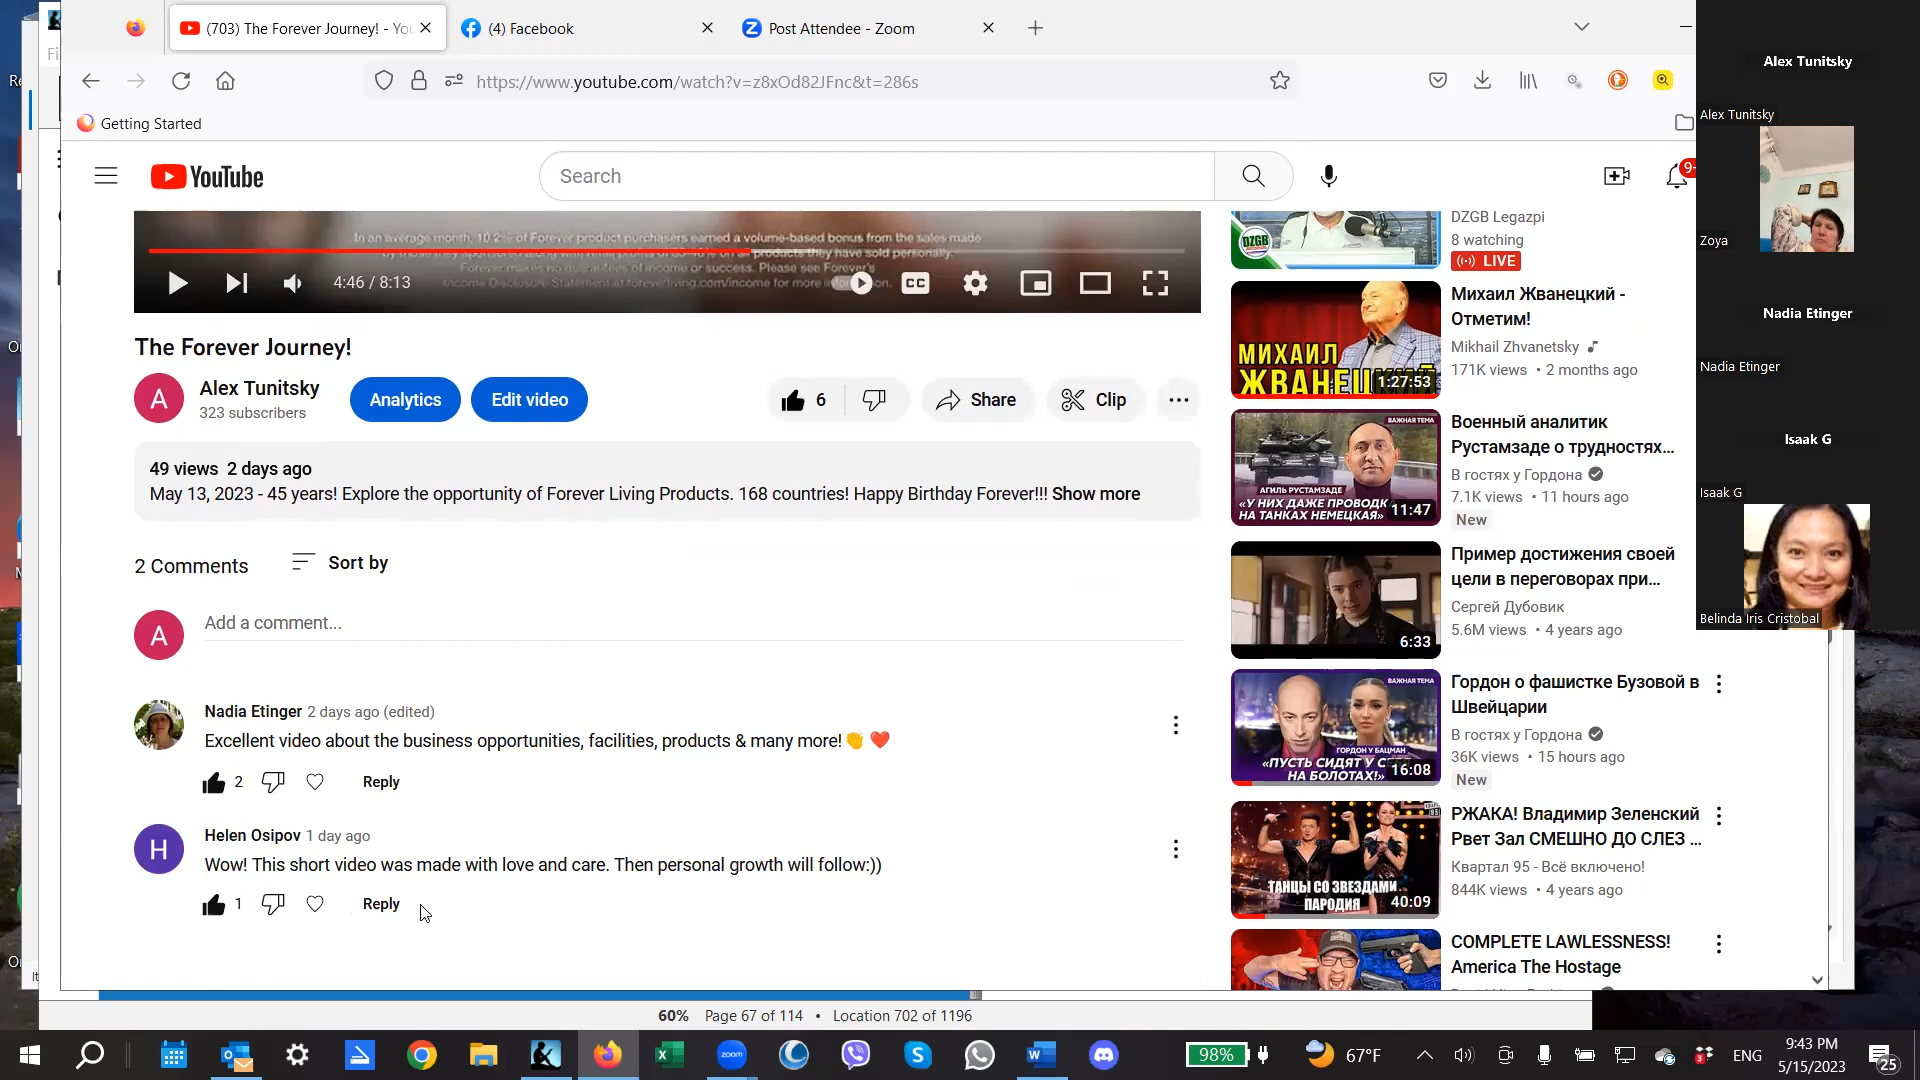 (703) The Forever Journey! - You
(4) Facebook
Post Attendee - Zoom
https://www.youtube.com/watch?v=z8xOd82JFnc&t=286s
Getting Started
YouTube
Search
9+
In an average month, 10.2% of Forever product purchasers earned a volume-based bonus from the sales made
products they have sold personally.
Forever makes no guarantees of income or success. Please see Forever's
Income Disclosure Statement at foreverliving.com/income for more information.
4:46 / 8:13
CC
The Forever Journey!
A
Alex Tunitsky
323 subscribers
Analytics
Edit video
6
Share
Clip
49 views 2 days ago
May 13, 2023 - 45 years! Explore the opportunity of Forever Living Products. 168 countries! Happy Birthday Forever!!! Show more
2 Comments
Sort by
A
Add a comment...
Nadia Etinger 2 days ago (edited)
Excellent video about the business opportunities, facilities, products & many more!👏 ❤️
2
Reply
H
Helen Osipov 1 day ago
Wow! This short video was made with love and care. Then personal growth will follow:))
1
Reply
DZGB
DZGB Legazpi
8 watching
LIVE
МИХАИЛ
ЖВАНЕЦКИЙ
1:27:53
Михаил Жванецкий -
Отметим!
Mikhail Zhvanetsky
171K views • 2 months ago
ВАЖНАЯ ТЕМА
АГИЛЬ РУСТАМЗАДЕ
«У НИХ ДАЖЕ ПРОВОДК
НА ТАНКАХ НЕМЕЦКАЯ»
11:47
Военный аналитик
Рустамзаде о трудностях...
В гостях у Гордона
7.1K views • 11 hours ago
New
6:33
Пример достижения своей
цели в переговорах при...
Сергей Дубовик
5.6M views • 4 years ago
ВАЖНАЯ ТЕМА
ГОРДОН У БАЦМАН
«ПУСТЬ СИДЯТ У С
НА БОЛОТАХ!»
16:08
Гордон о фашистке Бузовой в
Швейцарии
В гостях у Гордона
36K views • 15 hours ago
New
ТАНЦЫ СО ЗВЕЗДАМИ
ПАРОДИЯ
40:09
РЖАКА! Владимир Зеленский
Рвет Зал СМЕШНО ДО СЛЕЗ ...
Квартал 95 - Всё включено!
844K views • 4 years ago
COMPLETE LAWLESSNESS!
America The Hostage
Alex Tunitsky
Alex Tunitsky
Zoya
Nadia Etinger
Nadia Etinger
Isaak G
Isaak G
Belinda Iris Cristobal
60% Page 67 of 114 • Location 702 of 1196
zoom
98%
67°F
3
ENG
9:43 PM
5/15/2023
25